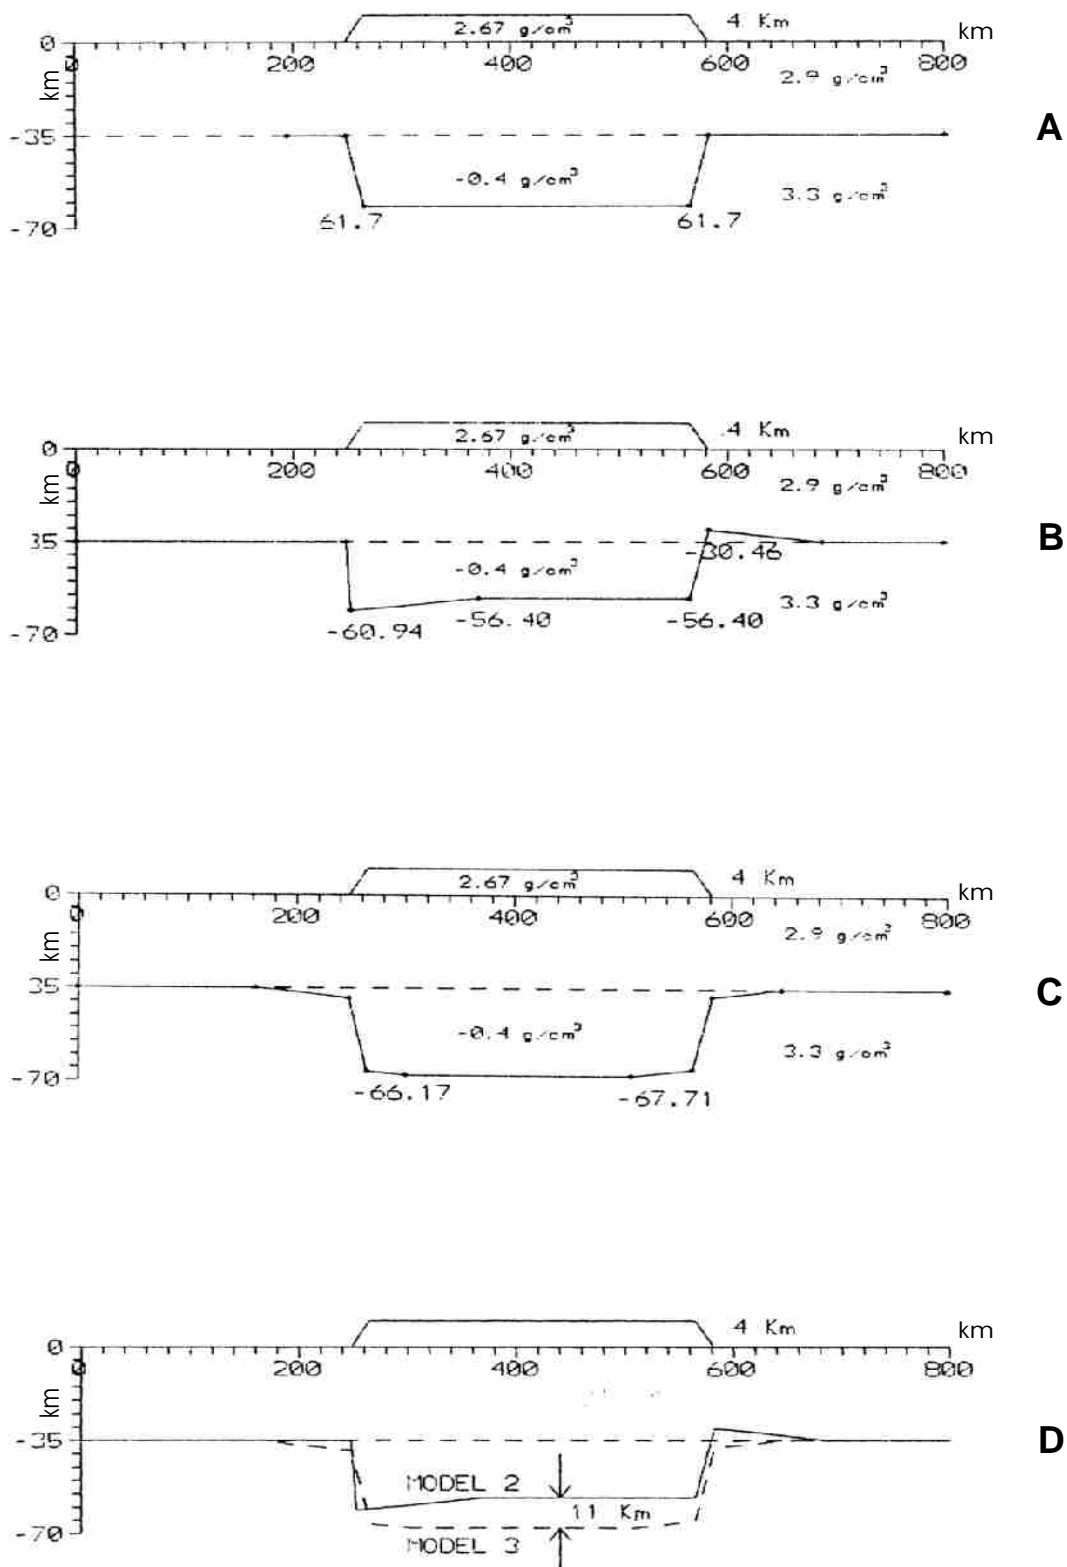 2.67 g/cm³ 4 Km km
0 0 200 400 600 800
km 2.9 g/cm³
-35 A
-0.4 g/cm³ 3.3 g/cm³
-70 61.7 61.7
2.67 g/cm³ .4 Km km
0 0 200 400 600 800
km 2.9 g/cm³
35 -30.46 B
-0.4 g/cm³ 3.3 g/cm³
-70 -60.94 -56.40 -56.40
2.67 g/cm³ 4 Km km
0 0 200 400 600 800
km 2.9 g/cm³
35 C
-0.4 g/cm³ 3.3 g/cm³
-70 -66.17 -67.71
4 Km km
0 0 200 400 600 800
km
-35 D
MODEL 2
11 Km
-70 MODEL 3